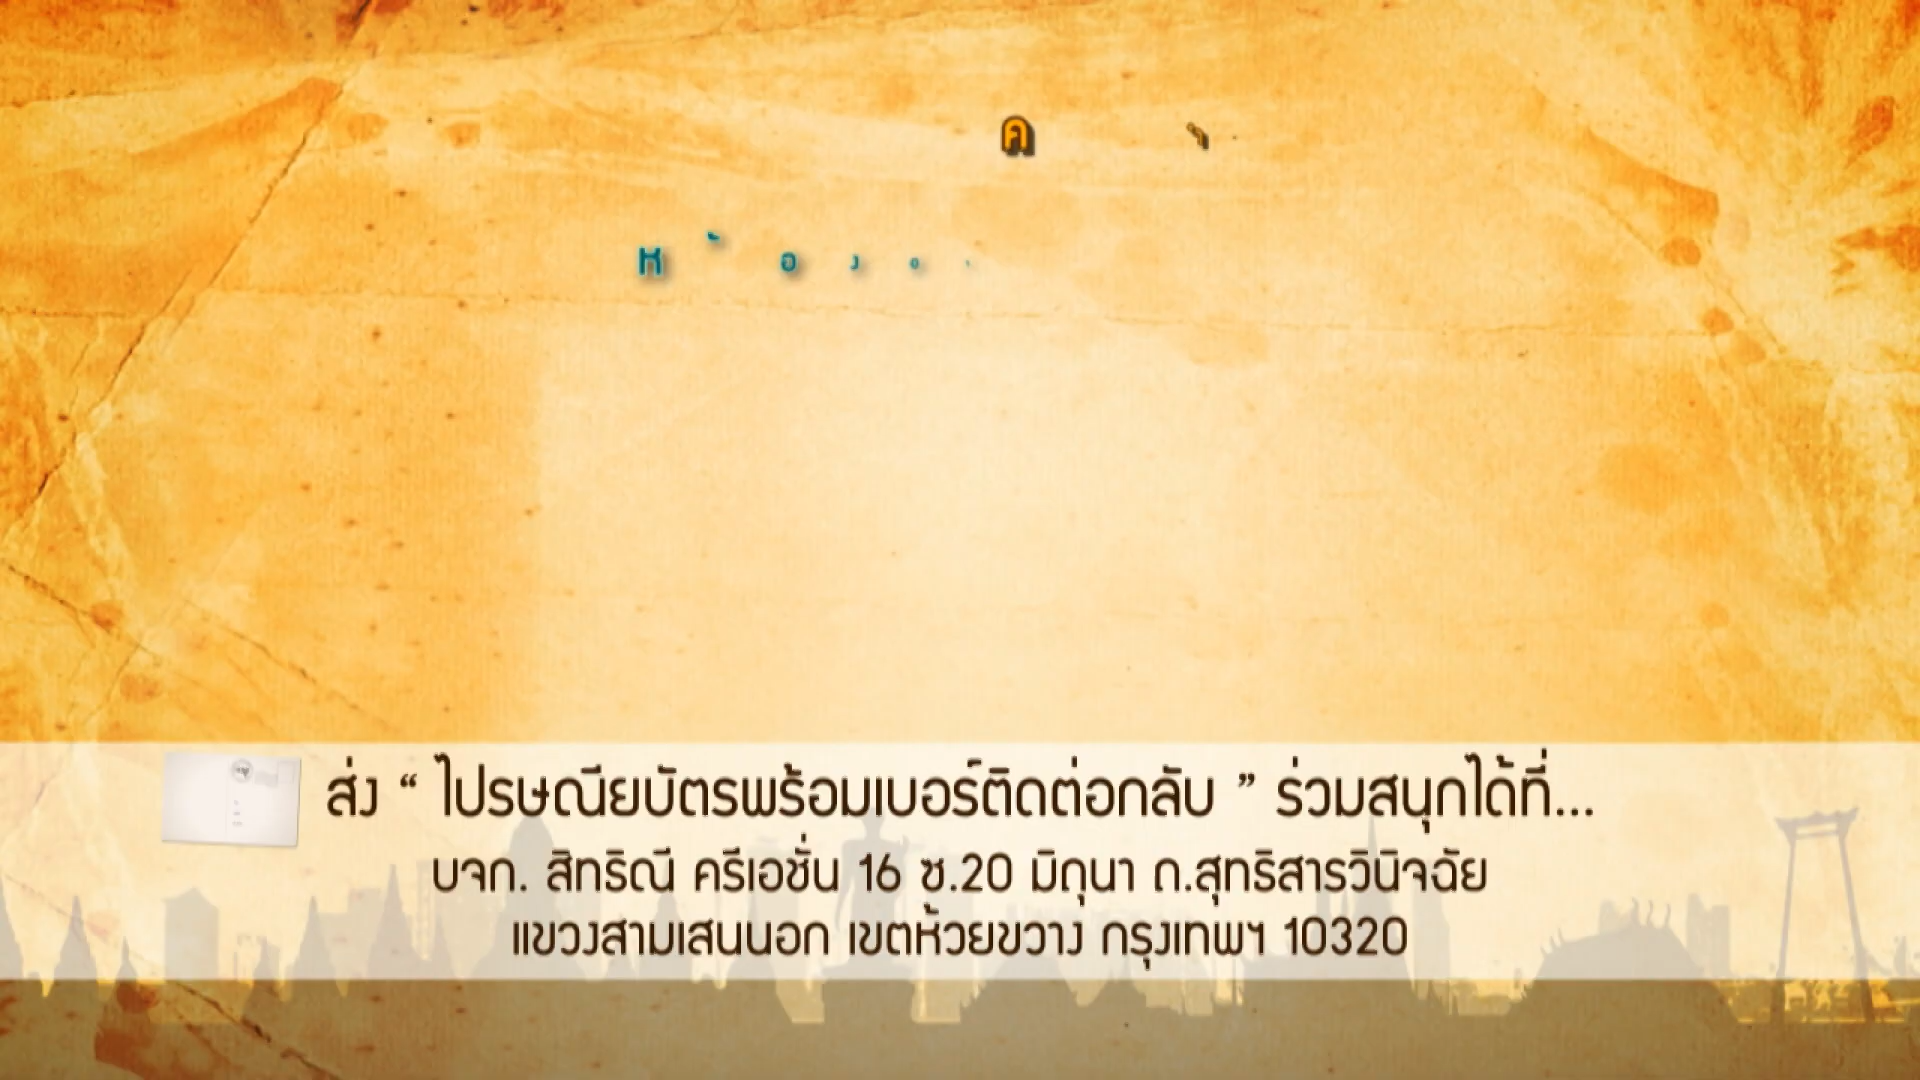 ส่ง “ ไปรษณียบัตรพร้อมเบอร์ติดต่อกลับ ” ร่วมสนุกได้ที่...
บจก. สิทธิณี ครีเอชั่น 16 ซ.20 มิถุนา ถ.สุทธิสารวินิจฉัย
แขวงสามเสนนอก เขตห้วยขวาง กรุงเทพฯ 10320